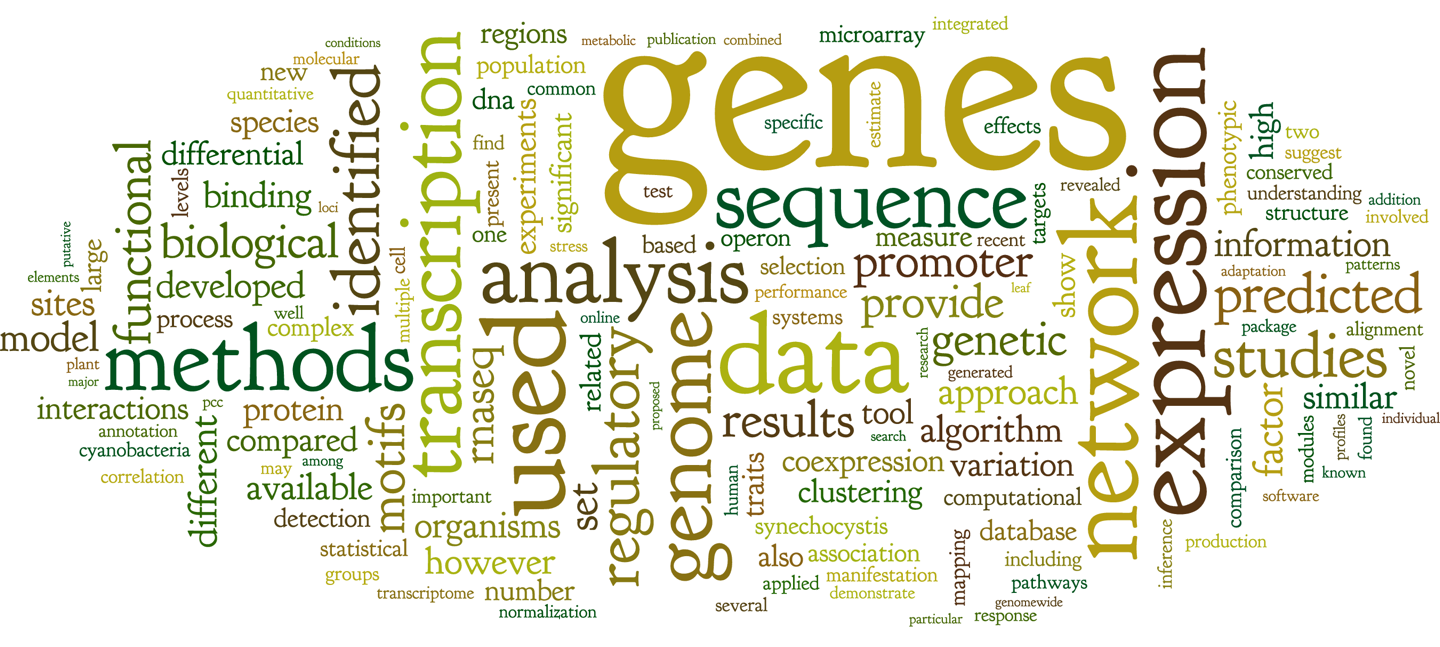 conditions
regions
metabolic
publication
combined
microarray
integrated
molecular
new
identified
transcription
population
genes
expression
quantitative
dna
common
specific
estimate
effects
phenotypic
high
two
species
find
experiments
significant
suggest
functional
differential
levels
binding
loci
present
test
sequence
targets
revealed
conserved
understanding
structure
addition
involved
putative
large
biological
one
stress
based
operon
measure
recent
network
information
elements
developed
multiple
cell
analysis
selection
promoter
show
adaptation
patterns
sites
process
well
complex
performance
provide
leaf
predicted
model
methods
used
online
related
regulatory
genome
systems
data
research
genetic
package
alignment
plant
major
rnaseq
generated
studies
novel
interactions
pcc
protein
motifs
proposed
results
tool
approach
factor
similar
annotation
different
compared
search
algorithm
comparison
modules
profiles
found
individual
cyanobacteria
may
among
coexpression
variation
known
correlation
available
important
set
human
traits
clustering
computational
software
detection
organisms
synechocystis
database
inference
production
statistical
however
also
association
mapping
including
groups
applied
manifestation
pathways
transcriptome
number
demonstrate
normalization
several
genomewide
particular
response